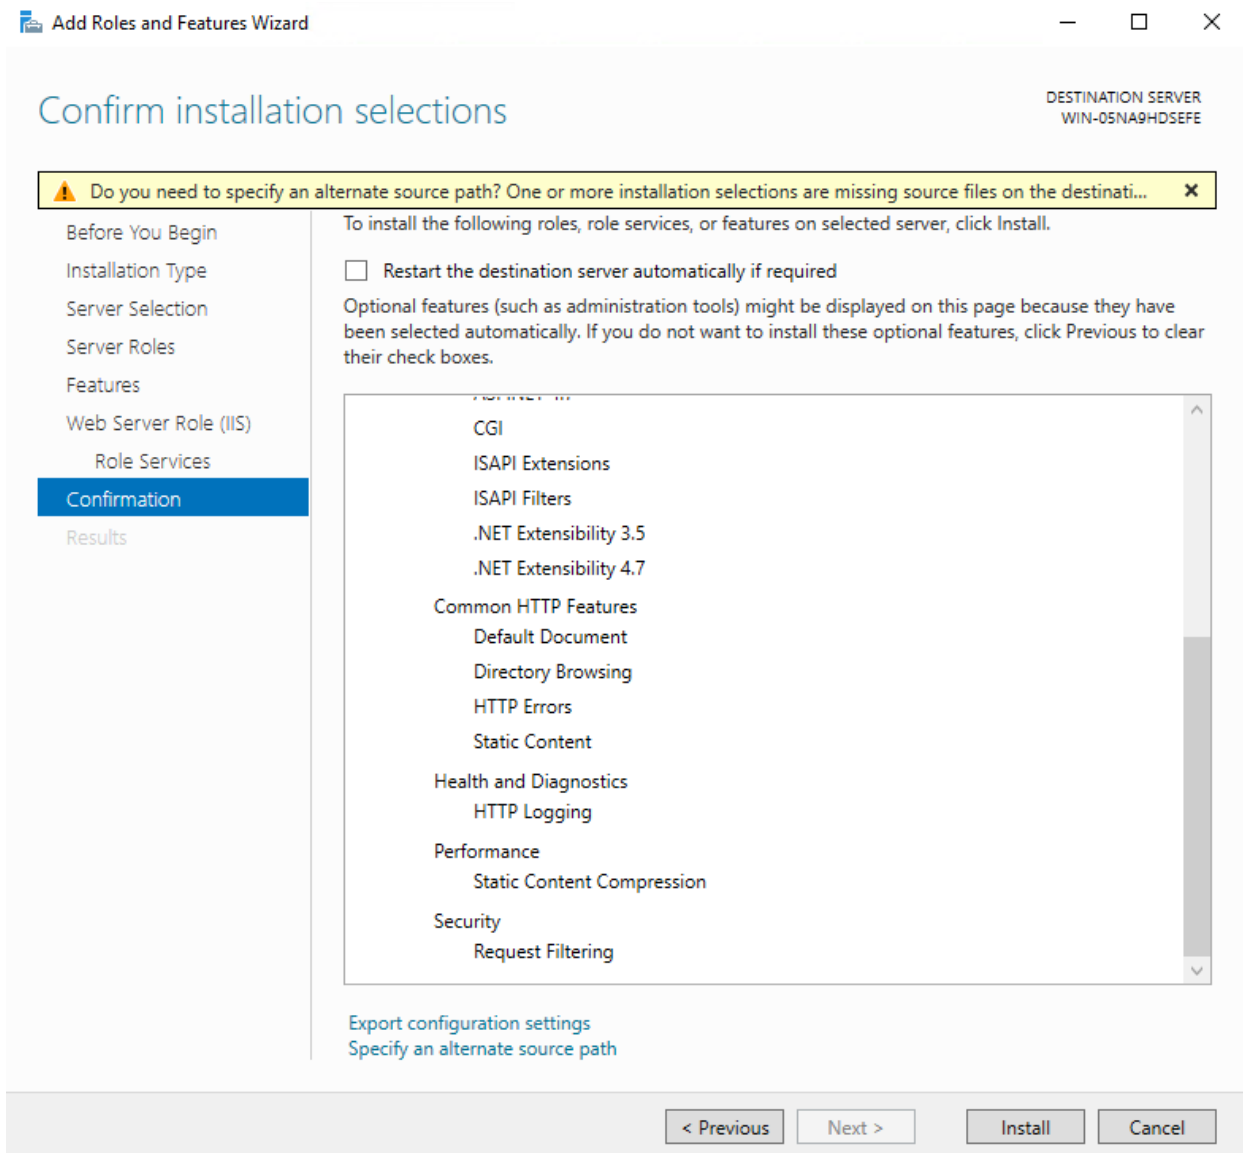 Add Roles and Features Wizard
Confirm installation selections
DESTINATION SERVER
WIN-05NA9HDSEFE
Do you need to specify an alternate source path? One or more installation selections are missing source files on the destinati...
Before You Begin
Installation Type
Server Selection
Server Roles
Features
Web Server Role (IIS)
Role Services
Confirmation
Results
To install the following roles, role services, or features on selected server, click Install.
Restart the destination server automatically if required
Optional features (such as administration tools) might be displayed on this page because they have
been selected automatically. If you do not want to install these optional features, click Previous to clear
their check boxes.
CGI
ISAPI Extensions
ISAPI Filters
.NET Extensibility 3.5
.NET Extensibility 4.7
Common HTTP Features
Default Document
Directory Browsing
HTTP Errors
Static Content
Health and Diagnostics
HTTP Logging
Performance
Static Content Compression
Security
Request Filtering
Export configuration settings
Specify an alternate source path
< Previous
Next >
Install
Cancel